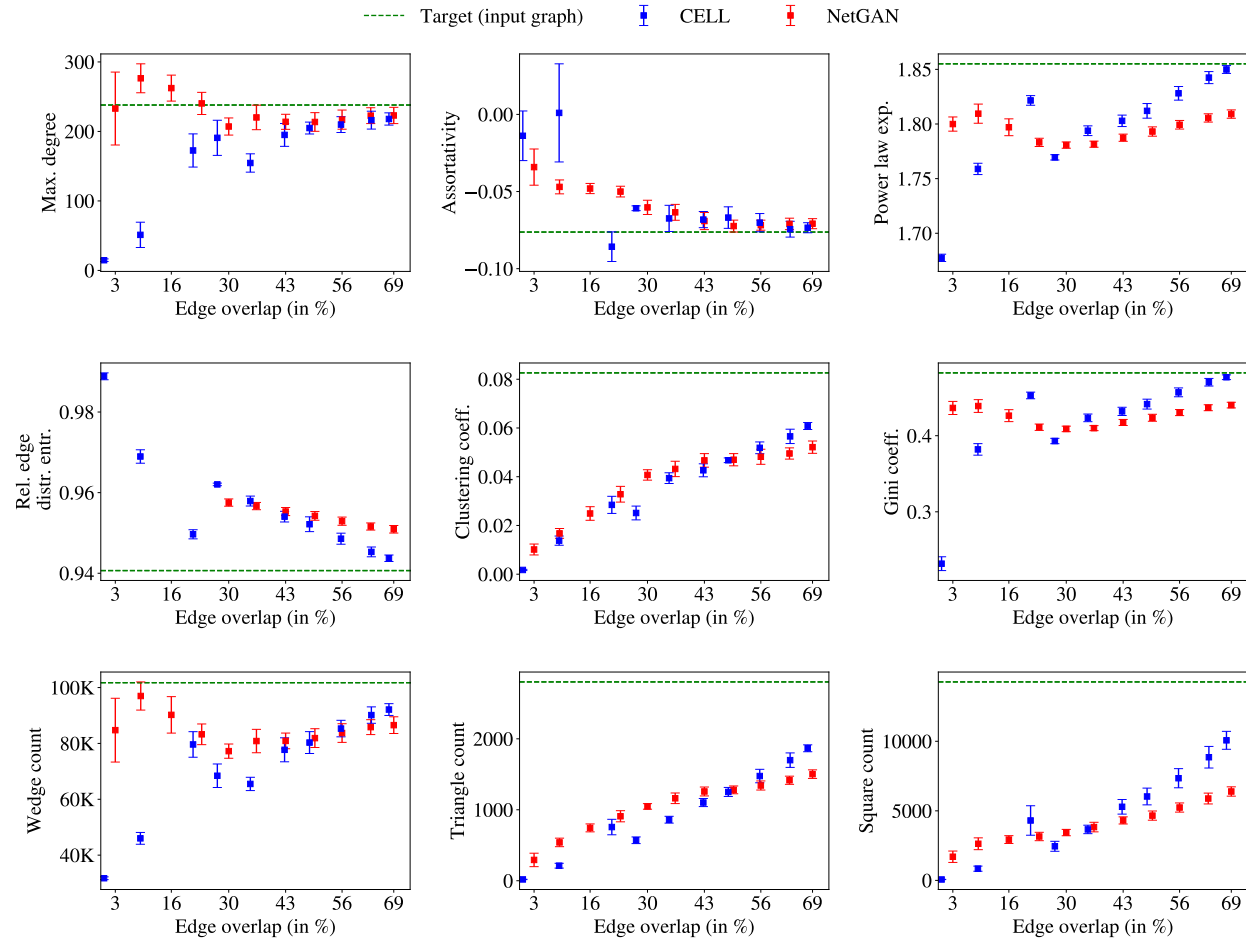 Target (input graph) CELL NetGAN
300
200
100
0
Max. degree
3 16 30 43 56 69
Edge overlap (in %)
0.00
−0.05
−0.10
Assortativity
3 16 30 43 56 69
Edge overlap (in %)
1.85
1.80
1.75
1.70
Power law exp.
3 16 30 43 56 69
Edge overlap (in %)
0.98
0.96
0.94
Rel. edge
distr. entr.
3 16 30 43 56 69
Edge overlap (in %)
0.08
0.06
0.04
0.02
0.00
Clustering coeff.
3 16 30 43 56 69
Edge overlap (in %)
0.4
0.3
Gini coeff.
3 16 30 43 56 69
Edge overlap (in %)
100K
80K
60K
40K
Wedge count
3 16 30 43 56 69
Edge overlap (in %)
2000
1000
0
Triangle count
3 16 30 43 56 69
Edge overlap (in %)
10000
5000
0
Square count
3 16 30 43 56 69
Edge overlap (in %)